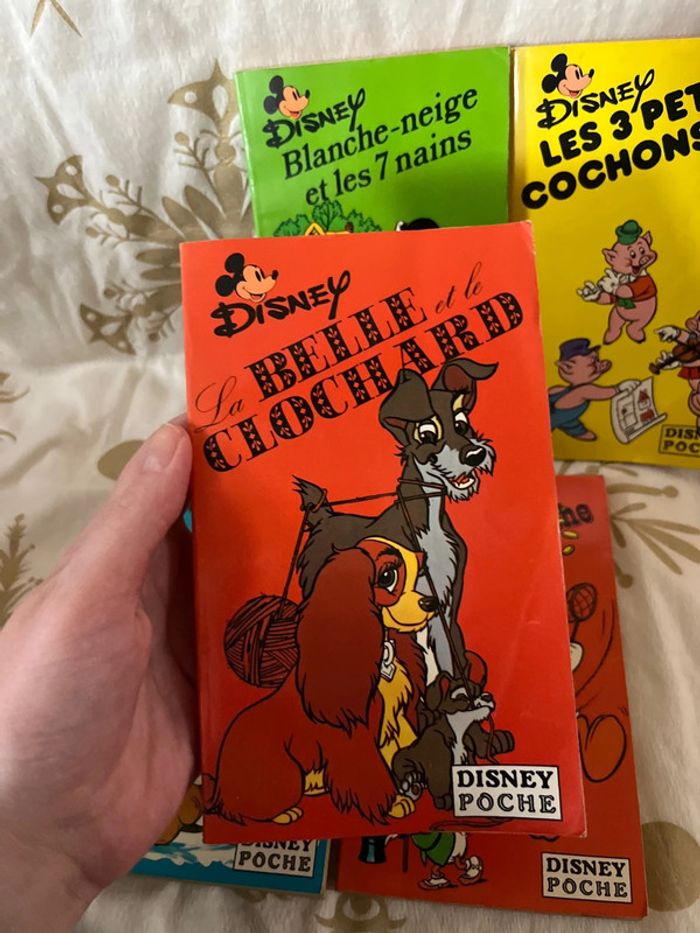 DISNEY
Blanche-neige
et les 7 nains
DISNEY
LES 3 PET
COCHONS
DISNEY
La BELLE et le
CLOCHARD
DISNEY
POCHE
DISNEY
POCHE
DISNEY
POCHE
DISN
POC